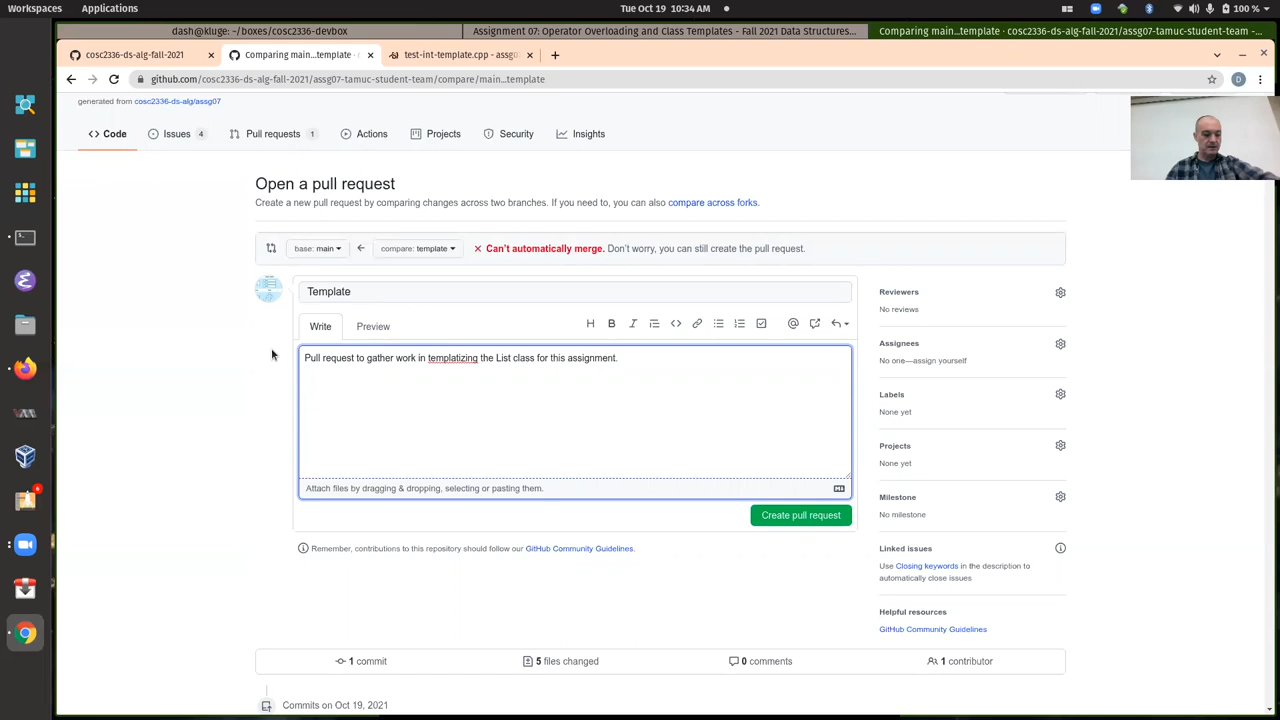 Workspaces Applications Tue Oct 19 10:34 AM 100 %
dash@kluge: ~/boxes/cosc2336-devbox Assignment 07: Operator Overloading and Class Templates - Fall 2021 Data Structures... Comparing main...template · cosc2336-ds-alg-fall-2021/assg07-tamuc-student-team -...
cosc2336-ds-alg-fall-2021 × Comparing main...template · × test-int-template.cpp - assg0 × +
github.com/cosc2336-ds-alg-fall-2021/assg07-tamuc-student-team/compare/main...template D
generated from cosc2336-ds-alg/assg07
<> Code Issues 4 Pull requests 1 Actions Projects Security Insights
Open a pull request
Create a new pull request by comparing changes across two branches. If you need to, you can also compare across forks.
base: main ← compare: template × Can't automatically merge. Don't worry, you can still create the pull request.
Template
Write Preview
Pull request to gather work in templatizing the List class for this assignment.
Attach files by dragging & dropping, selecting or pasting them.
Create pull request
Remember, contributions to this repository should follow our GitHub Community Guidelines.
Reviewers
No reviews
Assignees
No one—assign yourself
Labels
None yet
Projects
None yet
Milestone
No milestone
Linked issues
Use Closing keywords in the description to
automatically close issues
Helpful resources
GitHub Community Guidelines
1 commit 5 files changed 0 comments 1 contributor
Commits on Oct 19, 2021